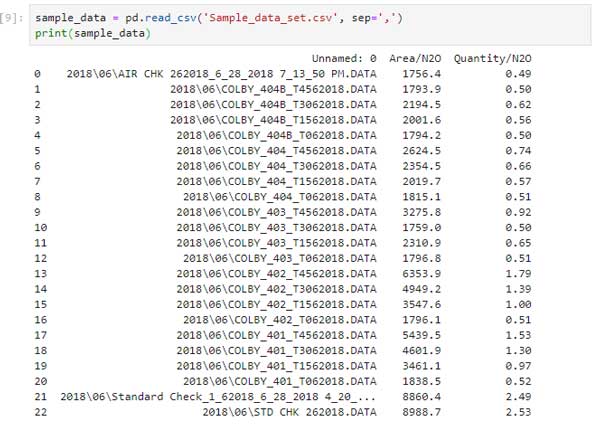 [9]: sample_data = pd.read_csv('Sample_data_set.csv', sep=',')
print(sample_data)
Unnamed: 0 Area/N2O Quantity/N2O
0 2018\06\AIR CHK 262018_6_28_2018 7_13_50 PM.DATA 1756.4 0.49
1 2018\06\COLBY_404B_T4562018.DATA 1793.9 0.50
2 2018\06\COLBY_404B_T3062018.DATA 2194.5 0.62
3 2018\06\COLBY_404B_T1562018.DATA 2001.6 0.56
4 2018\06\COLBY_404B_T062018.DATA 1794.2 0.50
5 2018\06\COLBY_404_T4562018.DATA 2624.5 0.74
6 2018\06\COLBY_404_T3062018.DATA 2354.5 0.66
7 2018\06\COLBY_404_T1562018.DATA 2019.7 0.57
8 2018\06\COLBY_404_T062018.DATA 1815.1 0.51
9 2018\06\COLBY_403_T4562018.DATA 3275.8 0.92
10 2018\06\COLBY_403_T3062018.DATA 1759.0 0.50
11 2018\06\COLBY_403_T1562018.DATA 2310.9 0.65
12 2018\06\COLBY_403_T062018.DATA 1796.8 0.51
13 2018\06\COLBY_402_T4562018.DATA 6353.9 1.79
14 2018\06\COLBY_402_T3062018.DATA 4949.2 1.39
15 2018\06\COLBY_402_T1562018.DATA 3547.6 1.00
16 2018\06\COLBY_402_T062018.DATA 1796.1 0.51
17 2018\06\COLBY_401_T4562018.DATA 5439.5 1.53
18 2018\06\COLBY_401_T3062018.DATA 4601.9 1.30
19 2018\06\COLBY_401_T1562018.DATA 3461.1 0.97
20 2018\06\COLBY_401_T062018.DATA 1838.5 0.52
21 2018\06\Standard Check_1_62018_6_28_2018 4_20_... 8860.4 2.49
22 2018\06\STD CHK 262018.DATA 8988.7 2.53